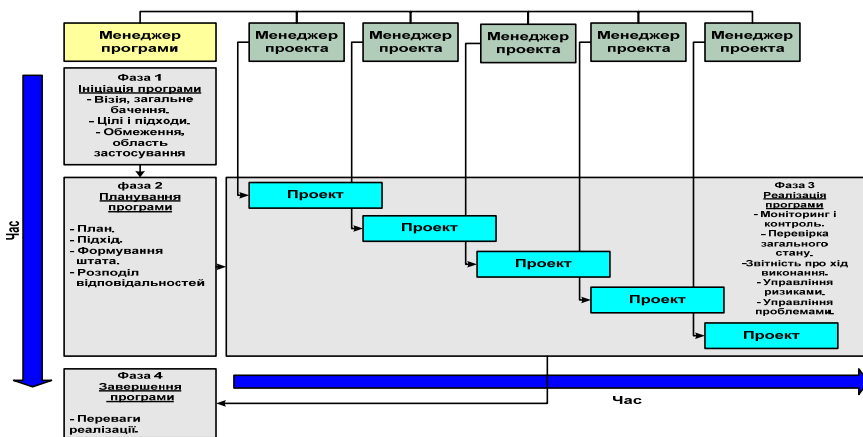 Менеджер
програми
Менеджер
проекта
Менеджер
проекта
Менеджер
проекта
Менеджер
проекта
Менеджер
проекта
Час
Фаза 1
Ініціація програми
- Візія, загальне
бачення.
- Цілі і підходи.
- Обмеження,
область
застосування
фаза 2
Планування
програми
- План.
- Підхід.
- Формування
штата.
- Розподіл
відповідальностей
Проект
Проект
Проект
Проект
Проект
Фаза 3
Реалізація
програми
- Моніторинг і
контроль.
- Перевірка
загального
стану.
-Звітність про хід
виконання.
- Управління
ризиками.
- Управління
проблемами.
Фаза 4
Завершення
програми
- Переваги
реалізації.
Час